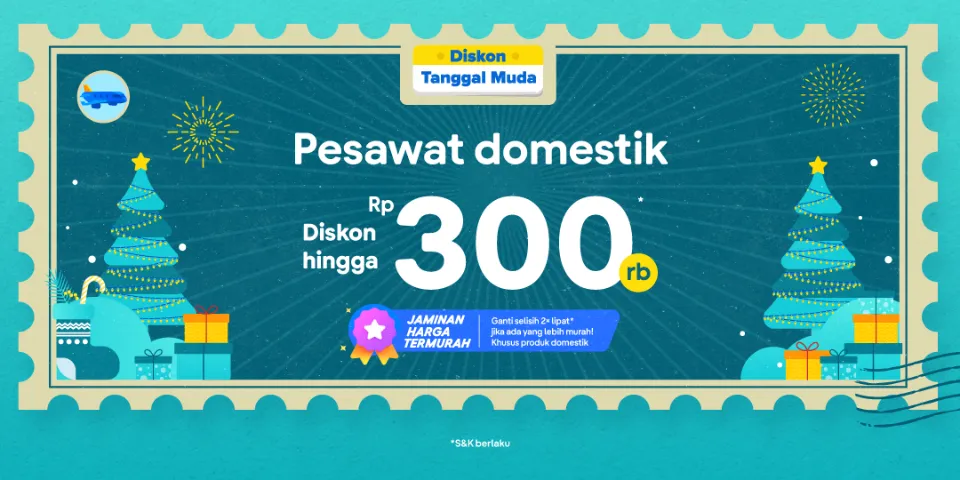 Diskon
Tanggal Muda
Pesawat domestik
Diskon
hingga
Rp
300
rb
*
JAMINAN
HARGA
TERMURAH
Ganti selisih 2x lipat*
jika ada yang lebih murah!
Khusus produk domestik
*S&K berlaku